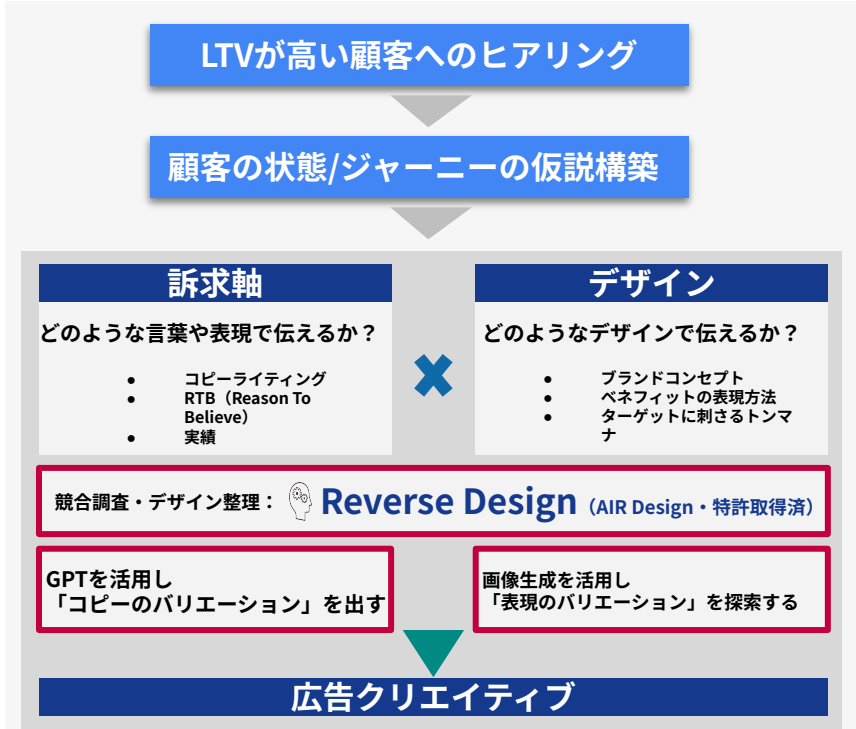 LTVが高い顧客へのヒアリング
顧客の状態/ジャーニーの仮説構築
訴求軸
どのような言葉や表現で伝えるか？
● コピーライティング
● RTB（Reason To
Believe）
● 実績
デザイン
どのようなデザインで伝えるか？
● ブランドコンセプト
● ベネフィットの表現方法
● ターゲットに刺さるトンマ
ナ
競合調査・デザイン整理： Reverse Design（AIR Design・特許取得済）
GPTを活用し
「コピーのバリエーション」を出す
画像生成を活用し
「表現のバリエーション」を探索する
広告クリエイティブ